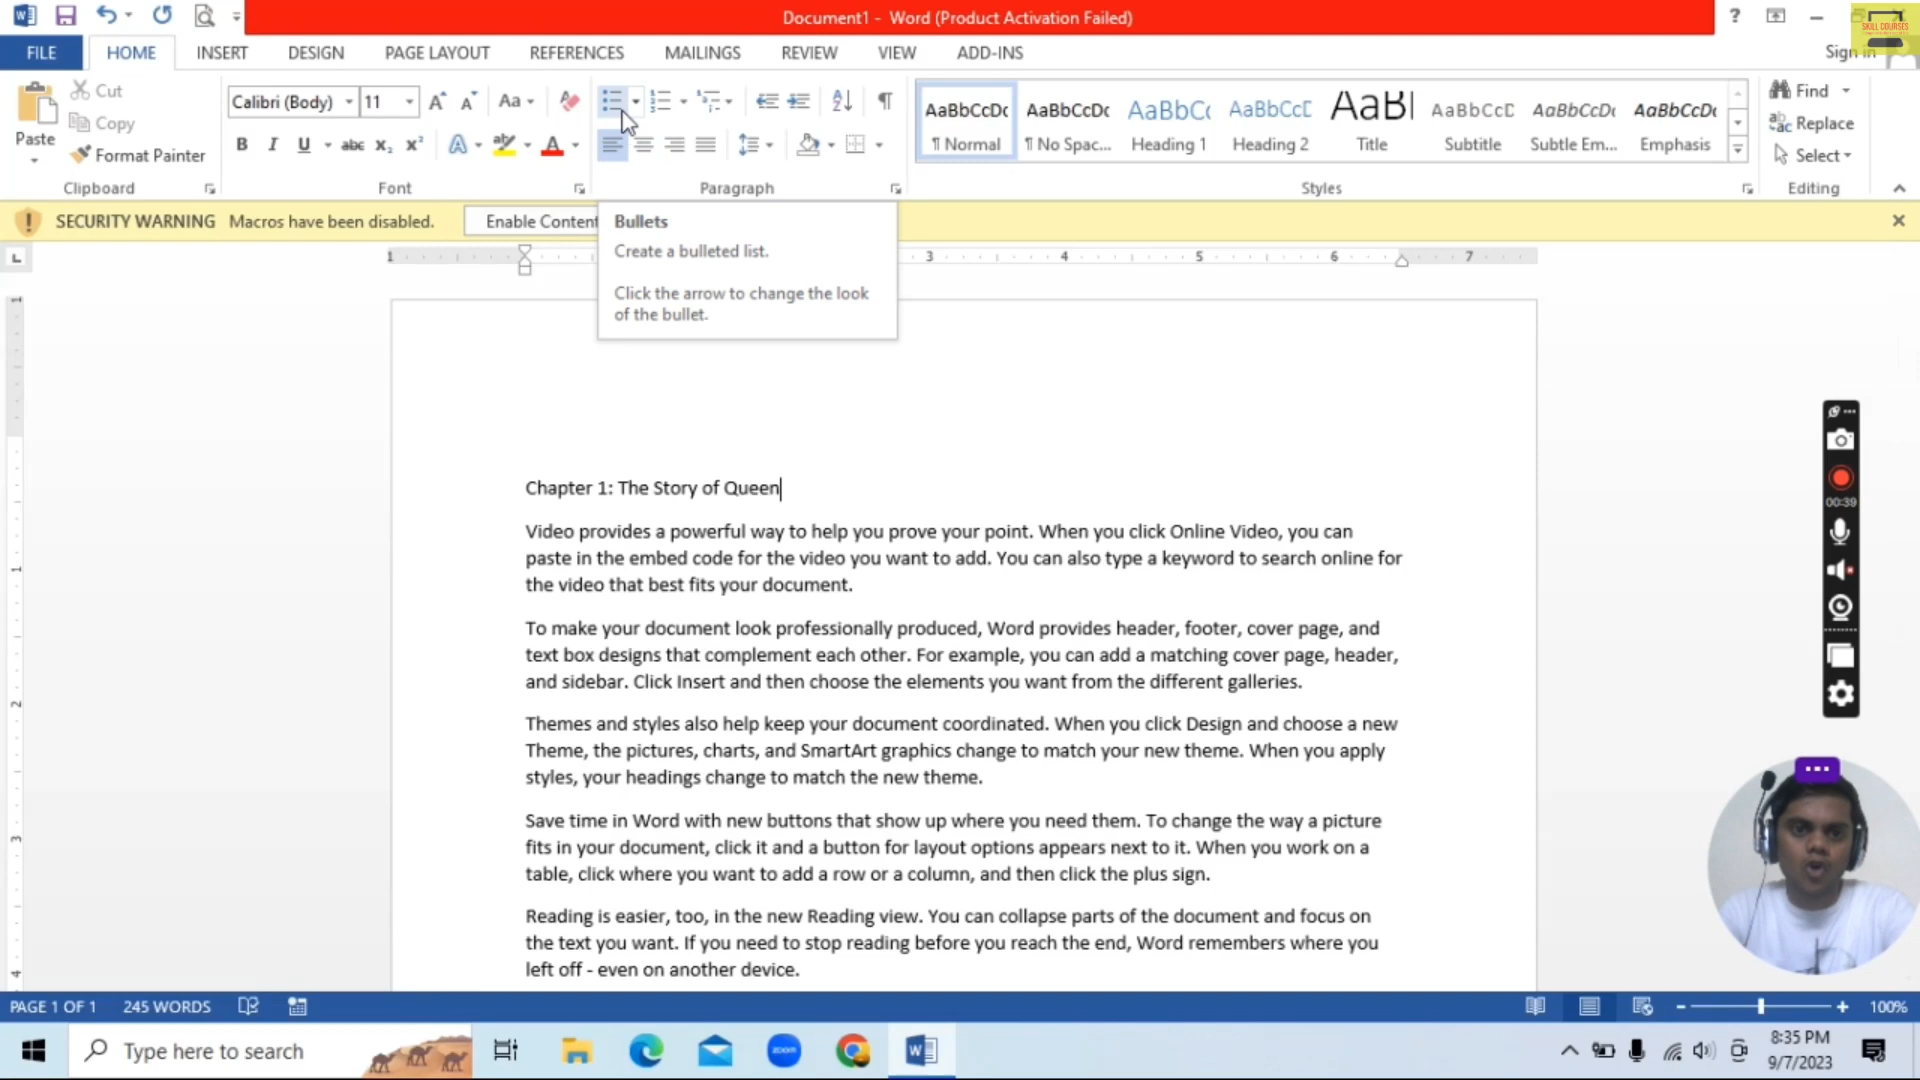 Document1 - Word (Product Activation Failed)
SKILL COURSES
FILE HOME INSERT DESIGN PAGE LAYOUT REFERENCES MAILINGS REVIEW VIEW ADD-INS Sign in
Cut
Copy
Format Painter
Paste
Calibri (Body) 11 Aa
B I U abc x₂ x² A ab A
AaBbCcDc AaBbCcDc AaBbCc AaBbCcD AaBl AaBbCcD AaBbCcDc AaBbCcDc
¶ Normal ¶ No Spac... Heading 1 Heading 2 Title Subtitle Subtle Em... Emphasis
Find
Replace
Select
Clipboard Font Paragraph Styles Editing
SECURITY WARNING Macros have been disabled. Enable Content
Bullets
Create a bulleted list.
Click the arrow to change the look
of the bullet.
1 3 4 5 6 7
Chapter 1: The Story of Queen
Video provides a powerful way to help you prove your point. When you click Online Video, you can
paste in the embed code for the video you want to add. You can also type a keyword to search online for
the video that best fits your document.
To make your document look professionally produced, Word provides header, footer, cover page, and
text box designs that complement each other. For example, you can add a matching cover page, header,
and sidebar. Click Insert and then choose the elements you want from the different galleries.
Themes and styles also help keep your document coordinated. When you click Design and choose a new
Theme, the pictures, charts, and SmartArt graphics change to match your new theme. When you apply
styles, your headings change to match the new theme.
Save time in Word with new buttons that show up where you need them. To change the way a picture
fits in your document, click it and a button for layout options appears next to it. When you work on a
table, click where you want to add a row or a column, and then click the plus sign.
Reading is easier, too, in the new Reading view. You can collapse parts of the document and focus on
the text you want. If you need to stop reading before you reach the end, Word remembers where you
left off - even on another device.
00:39
PAGE 1 OF 1 245 WORDS 100%
Type here to search
zoom
8:35 PM
9/7/2023